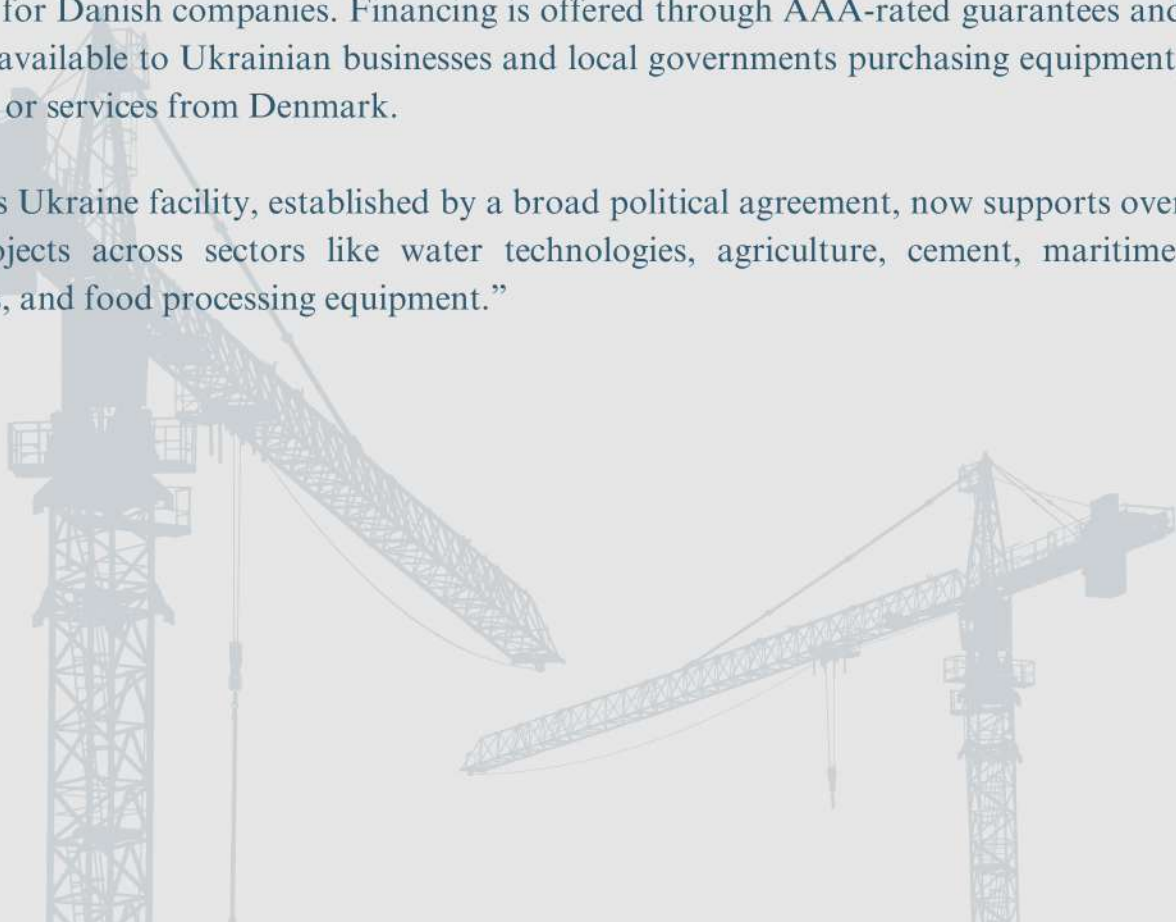 for Danish companies. Financing is offered through AAA-rated guarantees and
available to Ukrainian businesses and local governments purchasing equipment
or services from Denmark.
s Ukraine facility, established by a broad political agreement, now supports over
jects across sectors like water technologies, agriculture, cement, maritime
, and food processing equipment.”